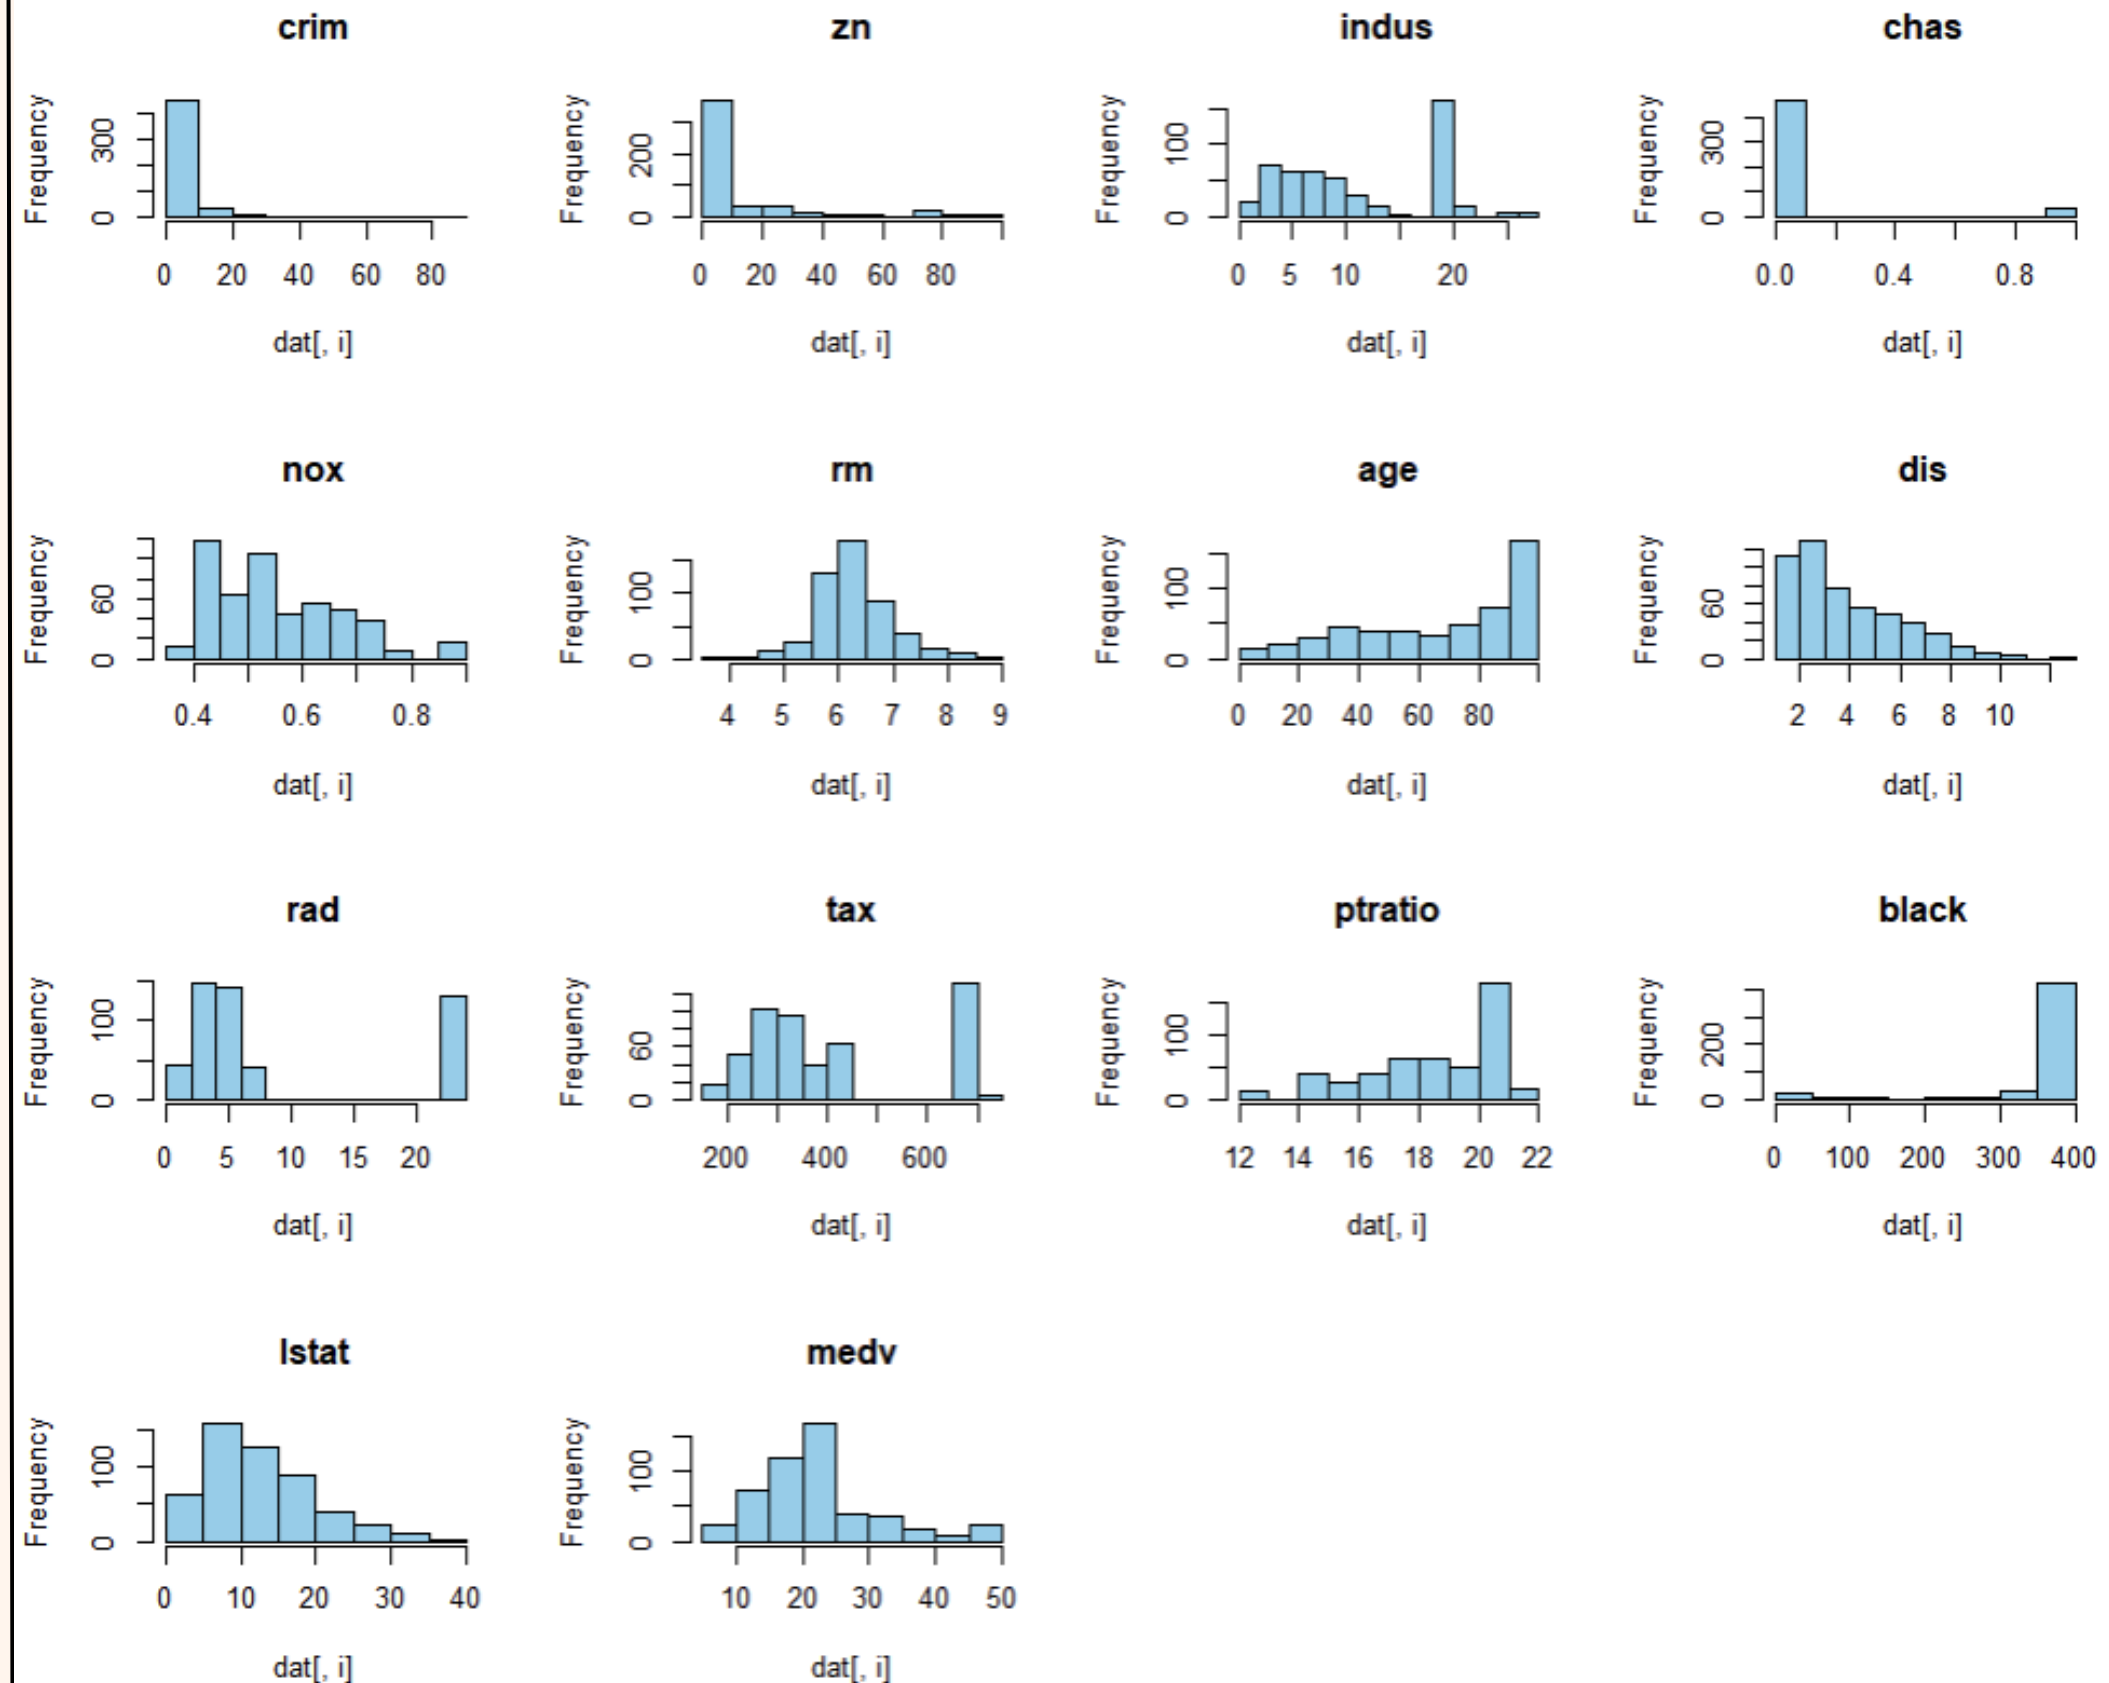 crim zn indus chas
Frequency Frequency Frequency Frequency
0 300 0 200 0 100 0 300
0 20 40 60 80 0 20 40 60 80 0 5 10 20 0.0 0.4 0.8
dat[, i] dat[, i] dat[, i] dat[, i]
nox rm age dis
Frequency Frequency Frequency Frequency
0 60 0 100 0 100 0 60
0.4 0.6 0.8 4 5 6 7 8 9 0 20 40 60 80 2 4 6 8 10
dat[, i] dat[, i] dat[, i] dat[, i]
rad tax ptratio black
Frequency Frequency Frequency Frequency
0 100 0 60 0 100 0 200
0 5 10 15 20 200 400 600 12 14 16 18 20 22 0 100 200 300 400
dat[, i] dat[, i] dat[, i] dat[, i]
lstat medv
Frequency Frequency
0 100 0 100
0 10 20 30 40 10 20 30 40 50
dat[, i] dat[, i]